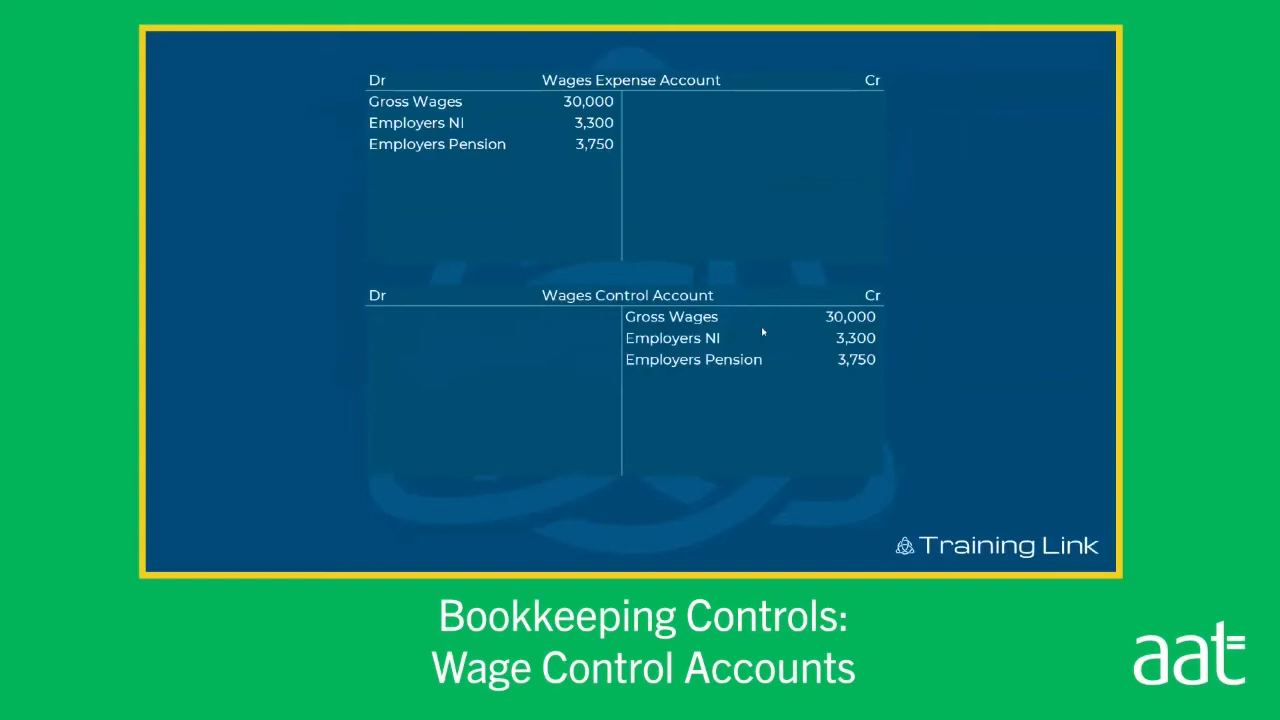 Dr Wages Expense Account Cr
Gross Wages 30,000
Employers NI 3,300
Employers Pension 3,750
Dr Wages Control Account Cr
Gross Wages 30,000
Employers NI 3,300
Employers Pension 3,750
Training Link
Bookkeeping Controls:
Wage Control Accounts
aat